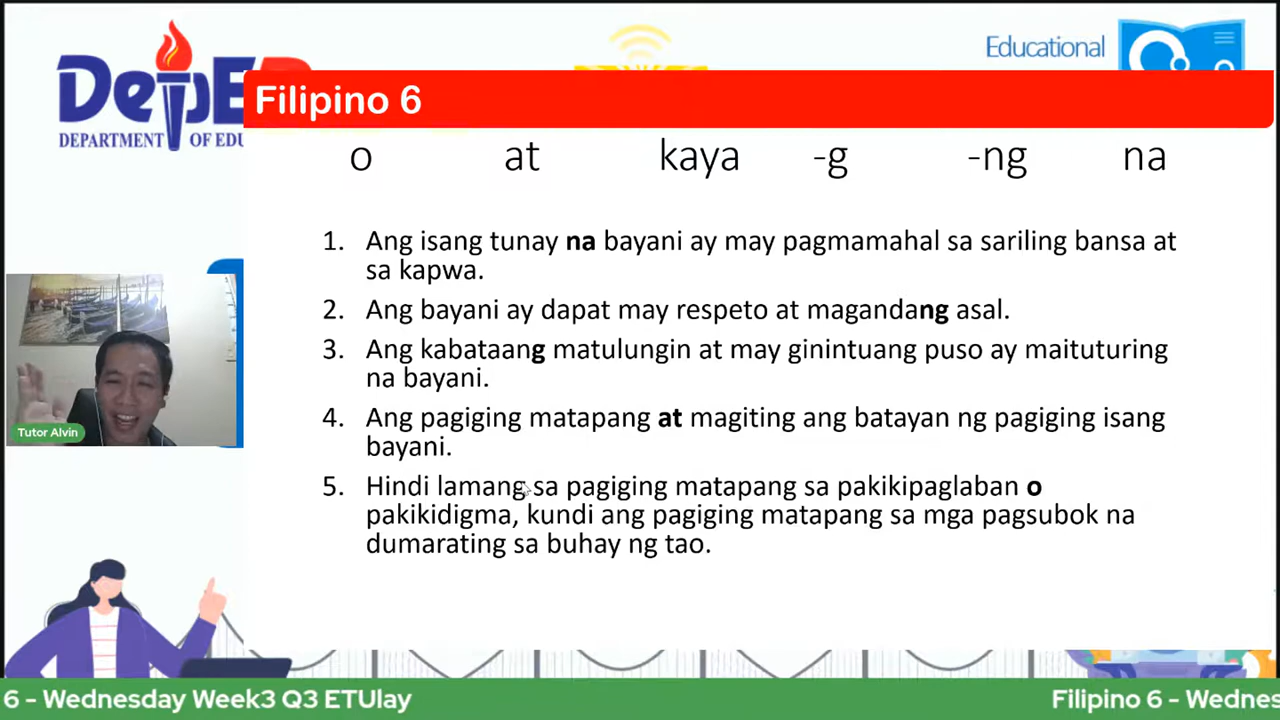 DepED
DEPARTMENT OF EDU
Educational
Filipino 6
o at kaya -g -ng na
1. Ang isang tunay na bayani ay may pagmamahal sa sariling bansa at
sa kapwa.
2. Ang bayani ay dapat may respeto at magandang asal.
3. Ang kabataang matulungin at may ginintuang puso ay maituturing
na bayani.
4. Ang pagiging matapang at magiting ang batayan ng pagiging isang
bayani.
5. Hindi lamang sa pagiging matapang sa pakikipaglaban o
pakikidigma, kundi ang pagiging matapang sa mga pagsubok na
dumarating sa buhay ng tao.
Tutor Alvin
6 - Wednesday Week3 Q3 ETUlay
Filipino 6 - Wednes